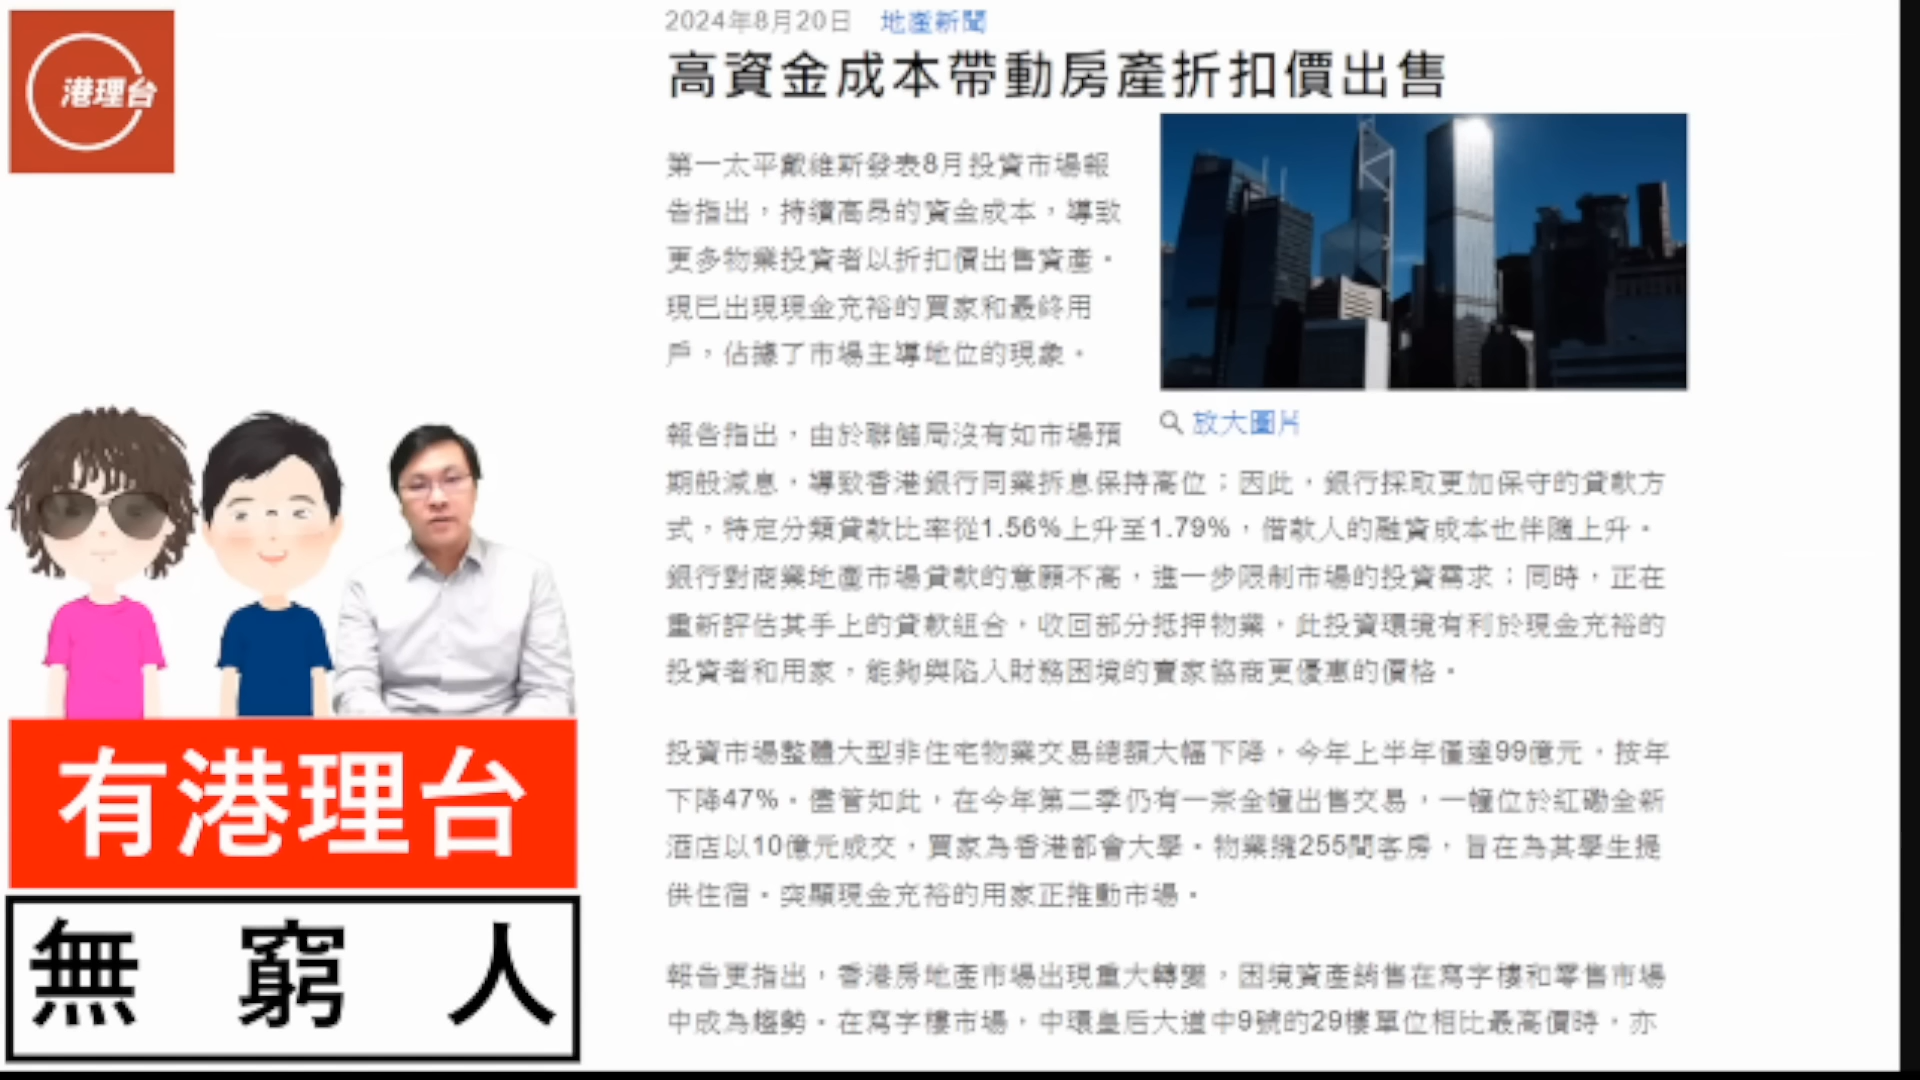 港理台
2024年8月20日 地產新聞
高資金成本帶動房產折扣價出售
第一太平戴維斯發表8月投資市場報
告指出，持續高昂的資金成本，導致
更多物業投資者以折扣價出售資產。
現已出現現金充裕的買家和最終用
戶，佔據了市場主導地位的現象。
放大圖片
報告指出，由於聯儲局沒有如市場預
期般減息，導致香港銀行同業拆息保持高位；因此，銀行採取更加保守的貸款方
式，特定分類貸款比率從1.56%上升至1.79%，借款人的融資成本也伴隨上升。
銀行對商業地產市場貸款的意願不高，進一步限制市場的投資需求；同時，正在
重新評估其手上的貸款組合，收回部分抵押物業，此投資環境有利於現金充裕的
投資者和用家，能夠與陷入財務困境的賣家協商更優惠的價格。
投資市場整體大型非住宅物業交易總額大幅下降，今年上半年僅達99億元，按年
下降47%。儘管如此，在今年第二季仍有一宗全幢出售交易，一幢位於紅磡全新
酒店以10億元成交，買家為香港都會大學。物業擁255間客房，旨在為其學生提
供住宿。突顯現金充裕的用家正推動市場。
報告更指出，香港房地產市場出現重大轉變，困境資產銷售在寫字樓和零售市場
中成為趨勢。在寫字樓市場，中環皇后大道中9號的29樓單位相比最高價時，亦
有港理台
無窮人